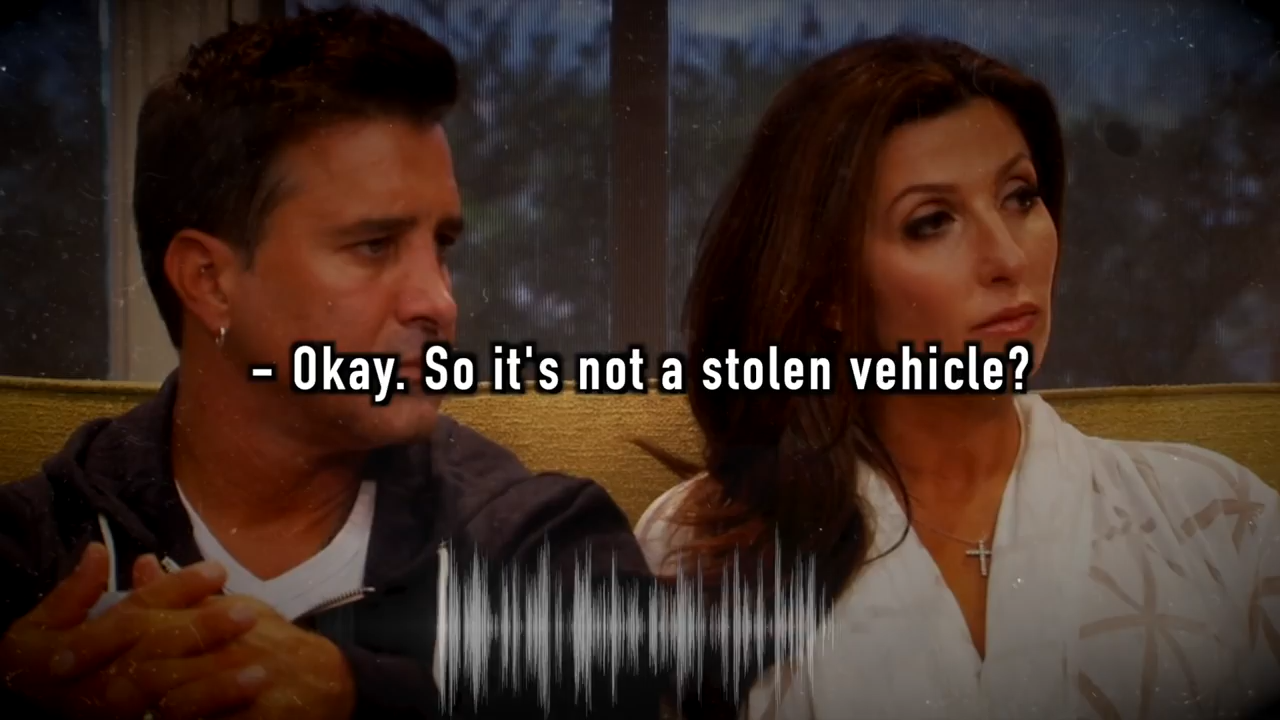 – Okay. So it's not a stolen vehicle?